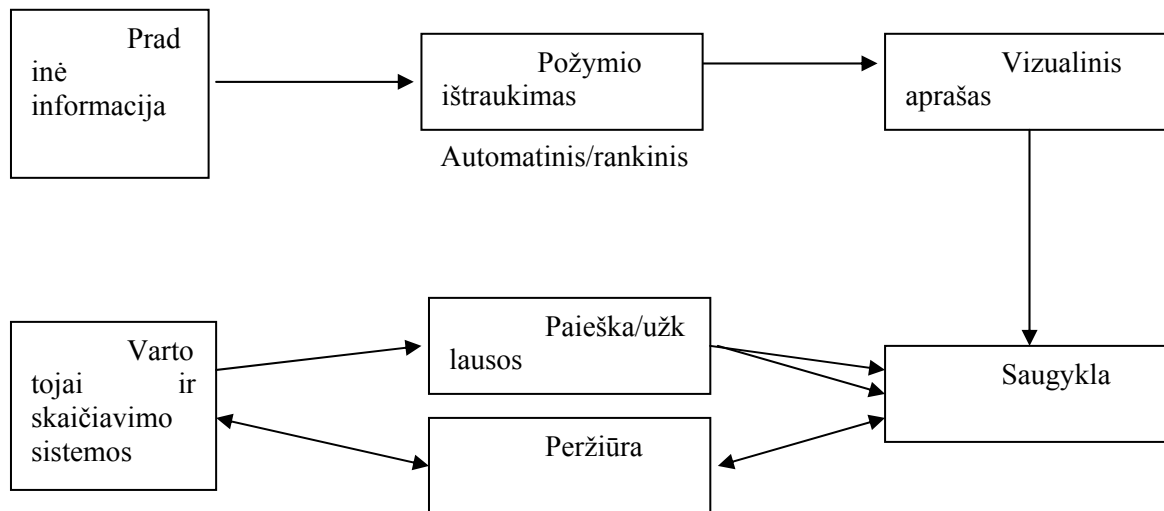 Prad
inė
informacija
Požymio
ištraukimas
Automatinis/rankinis
Vizualinis
aprašas
Varto
tojai ir
skaičiavimo
sistemos
Paieška/užk
lausos
Peržiūra
Saugykla